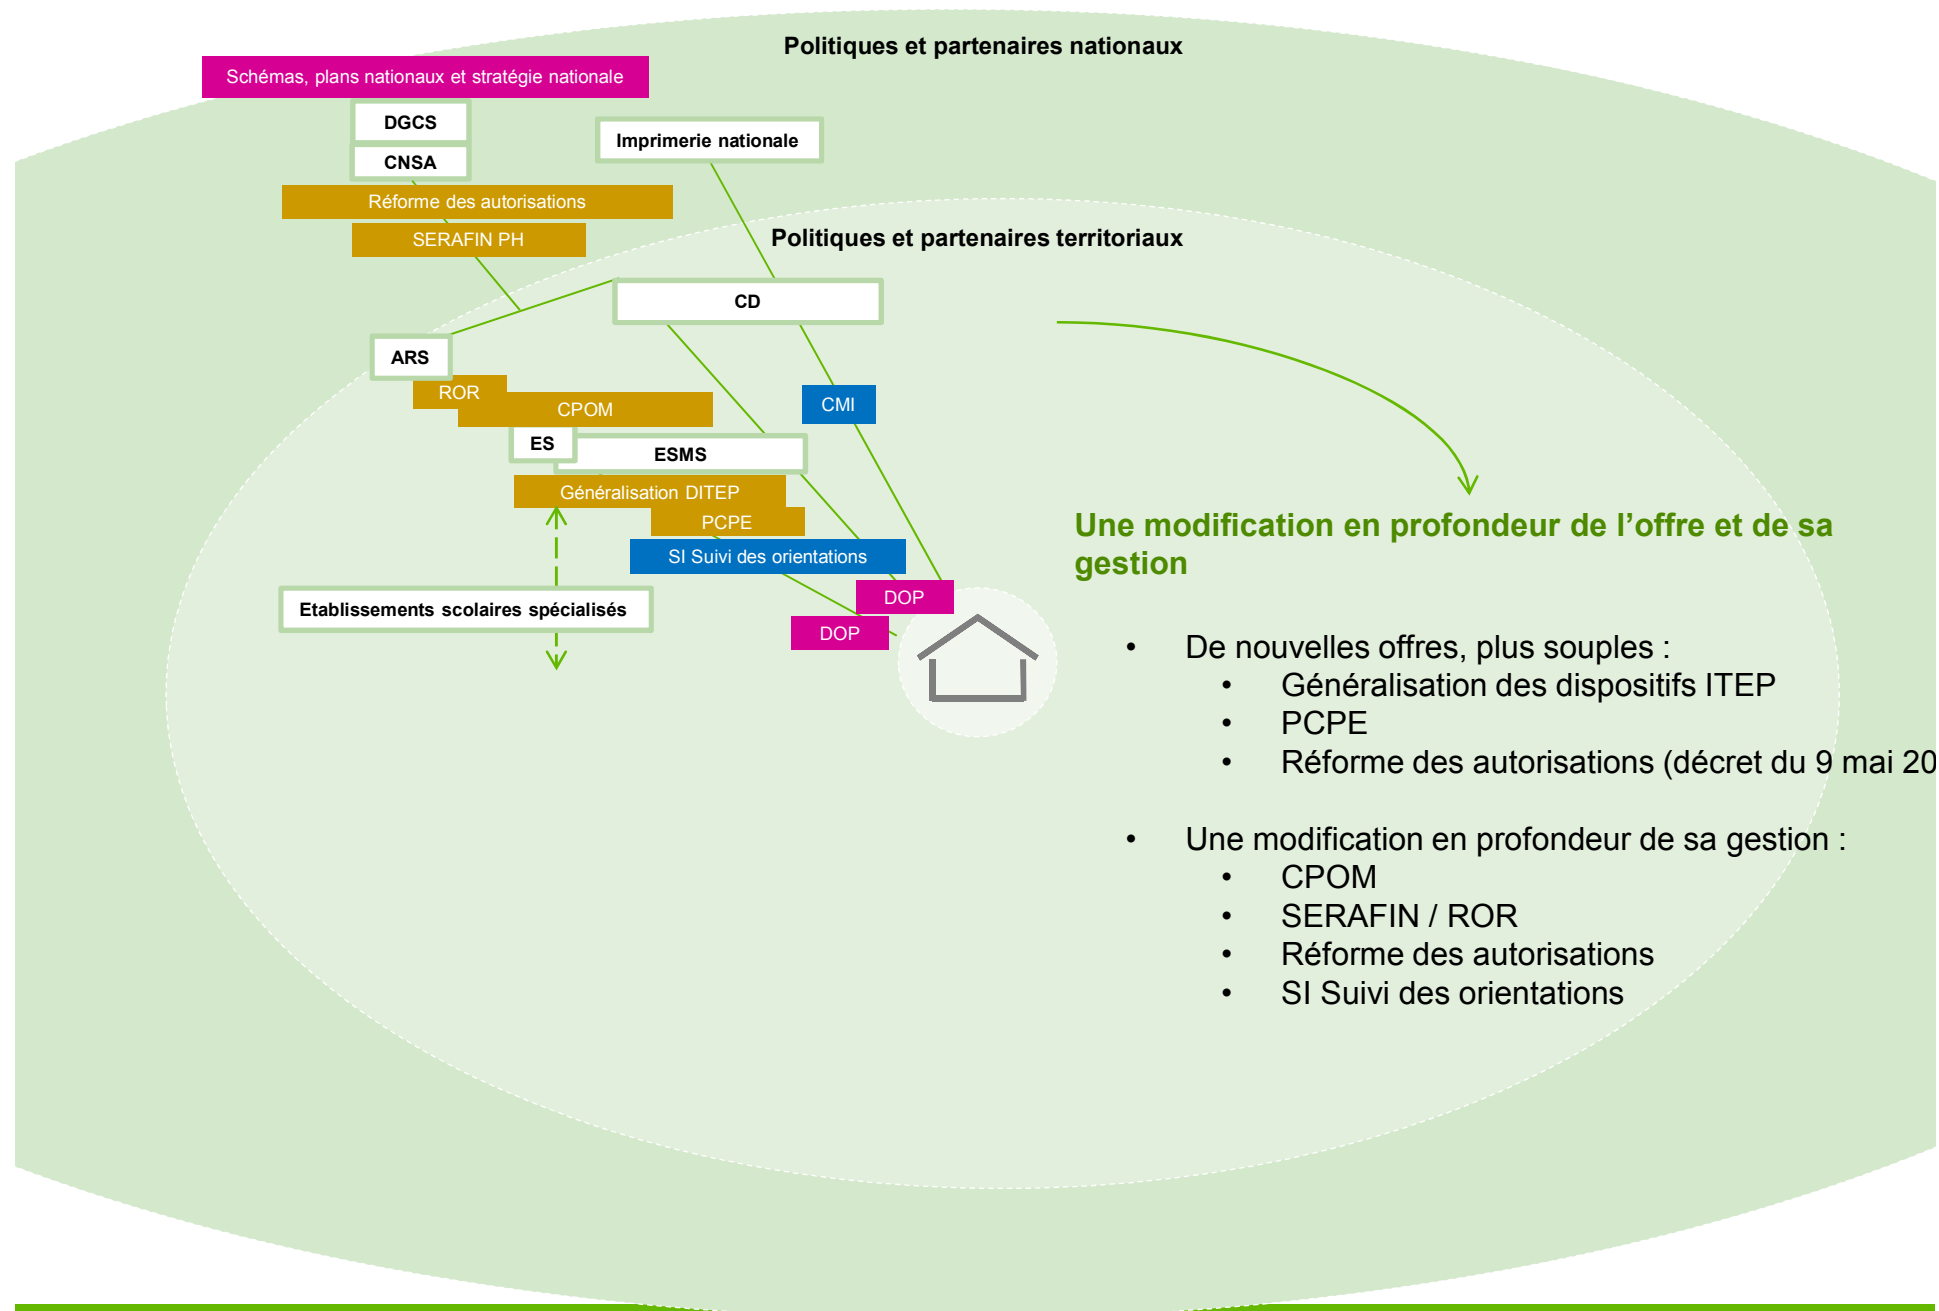 Politiques et partenaires nationaux
Schémas, plans nationaux et stratégie nationale
DGCS
Imprimerie nationale
CNSA
Réforme des autorisations
SERAFIN PH
Politiques et partenaires territoriaux
CD
ARS
ROR
CPOM
CMI
ES
ESMS
Généralisation DITEP
PCPE
SI Suivi des orientations
DOP
Etablissements scolaires spécialisés
DOP
Une modification en profondeur de l’offre et de sa
gestion
• De nouvelles offres, plus souples :
• Généralisation des dispositifs ITEP
• PCPE
• Réforme des autorisations (décret du 9 mai 20
• Une modification en profondeur de sa gestion :
• CPOM
• SERAFIN / ROR
• Réforme des autorisations
• SI Suivi des orientations